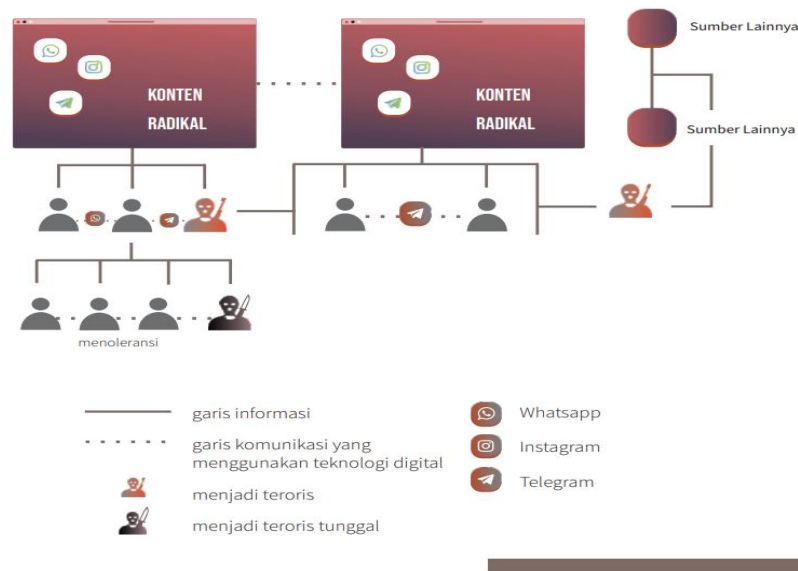 KONTEN
RADIKAL
KONTEN
RADIKAL
Sumber Lainnya
Sumber Lainnya
menoleransi
garis informasi
garis komunikasi yang
menggunakan teknologi digital
menjadi teroris
menjadi teroris tunggal
Whatsapp
Instagram
Telegram